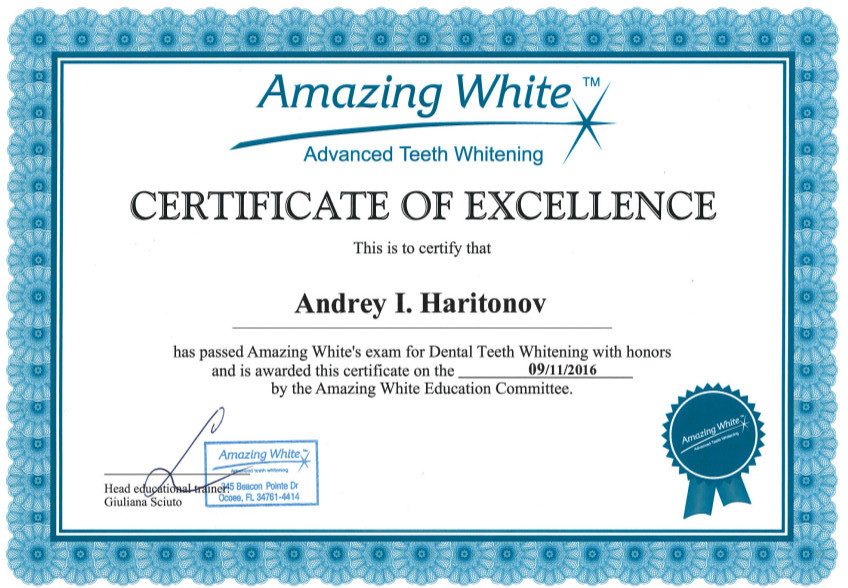 Amazing White™
Advanced Teeth Whitening
CERTIFICATE OF EXCELLENCE
This is to certify that
Andrey I. Haritonov
has passed Amazing White's exam for Dental Teeth Whitening with honors
and is awarded this certificate on the 09/11/2016
by the Amazing White Education Committee.
Amazing White™
Advanced Teeth Whitening
Amazing White
Advanced teeth whitening
345 Beacon Pointe Dr
Ocoee, FL 34761-4414
Head educational trainer:
Giuliana Sciuto